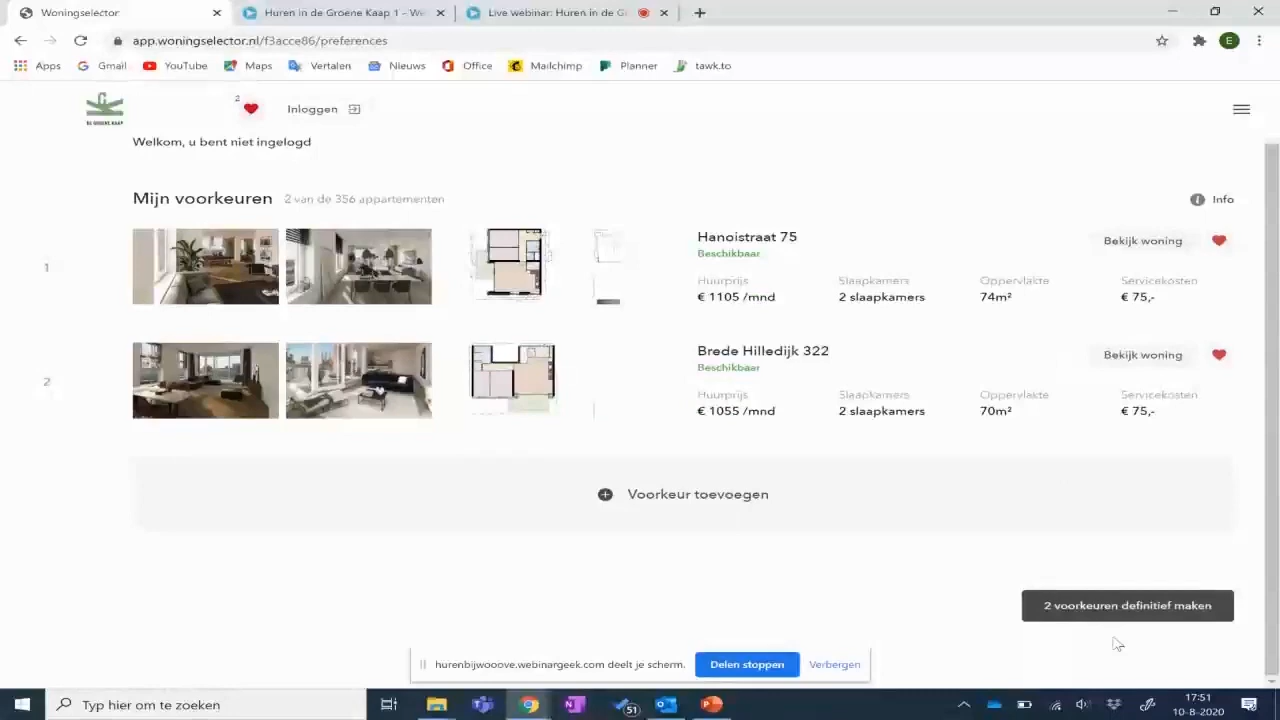 Woningselector
Huren in de Groene Kaap 1 - We
Live webinar: Huren in de Gr
app.woningselector.nl/f3acce86/preferences
E
Apps
Gmail
YouTube
Maps
Vertalen
Nieuws
Office
Mailchimp
Planner
tawk.to
DE GROENE KAAP
2
Inloggen
Welkom, u bent niet ingelogd
Mijn voorkeuren 2 van de 356 appartementen
Info
1
Hanoistraat 75
Beschikbaar
Bekijk woning
Huurprijs Slaapkamers Oppervlakte Servicekosten
€ 1105 /mnd 2 slaapkamers 74m² € 75,-
2
Brede Hilledijk 322
Beschikbaar
Bekijk woning
Huurprijs Slaapkamers Oppervlakte Servicekosten
€ 1055 /mnd 2 slaapkamers 70m² € 75,-
Voorkeur toevoegen
2 voorkeuren definitief maken
hurenbijwooove.webinargeek.com deelt je scherm.
Delen stoppen
Verbergen
Typ hier om te zoeken
51
17:51
10-8-2020